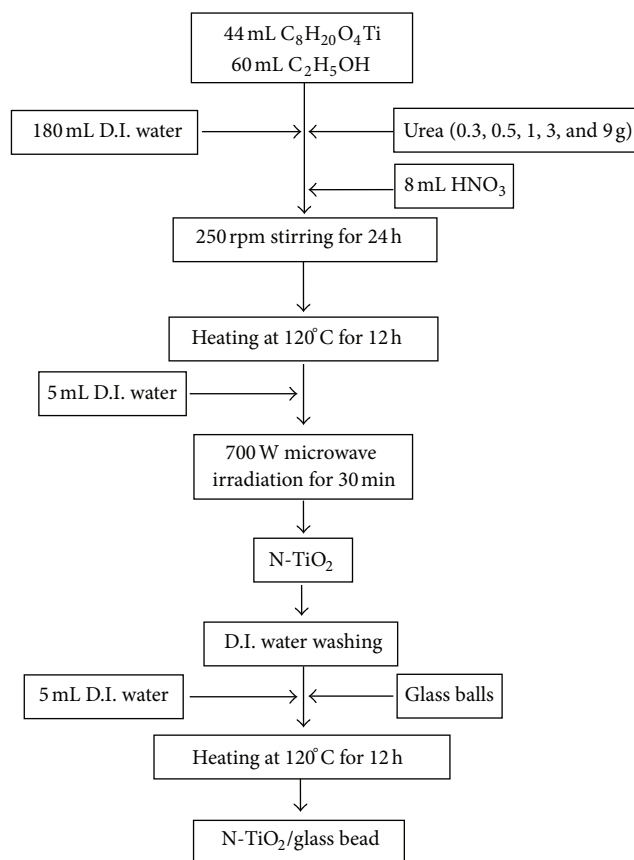 44 mL C₈H₂₀O₄Ti
60 mL C₂H₅OH
180 mL D.I. water
Urea (0.3, 0.5, 1, 3, and 9 g)
8 mL HNO₃
250 rpm stirring for 24 h
Heating at 120°C for 12 h
5 mL D.I. water
700 W microwave
irradiation for 30 min
N-TiO₂
D.I. water washing
5 mL D.I. water
Glass balls
Heating at 120°C for 12 h
N-TiO₂/glass bead